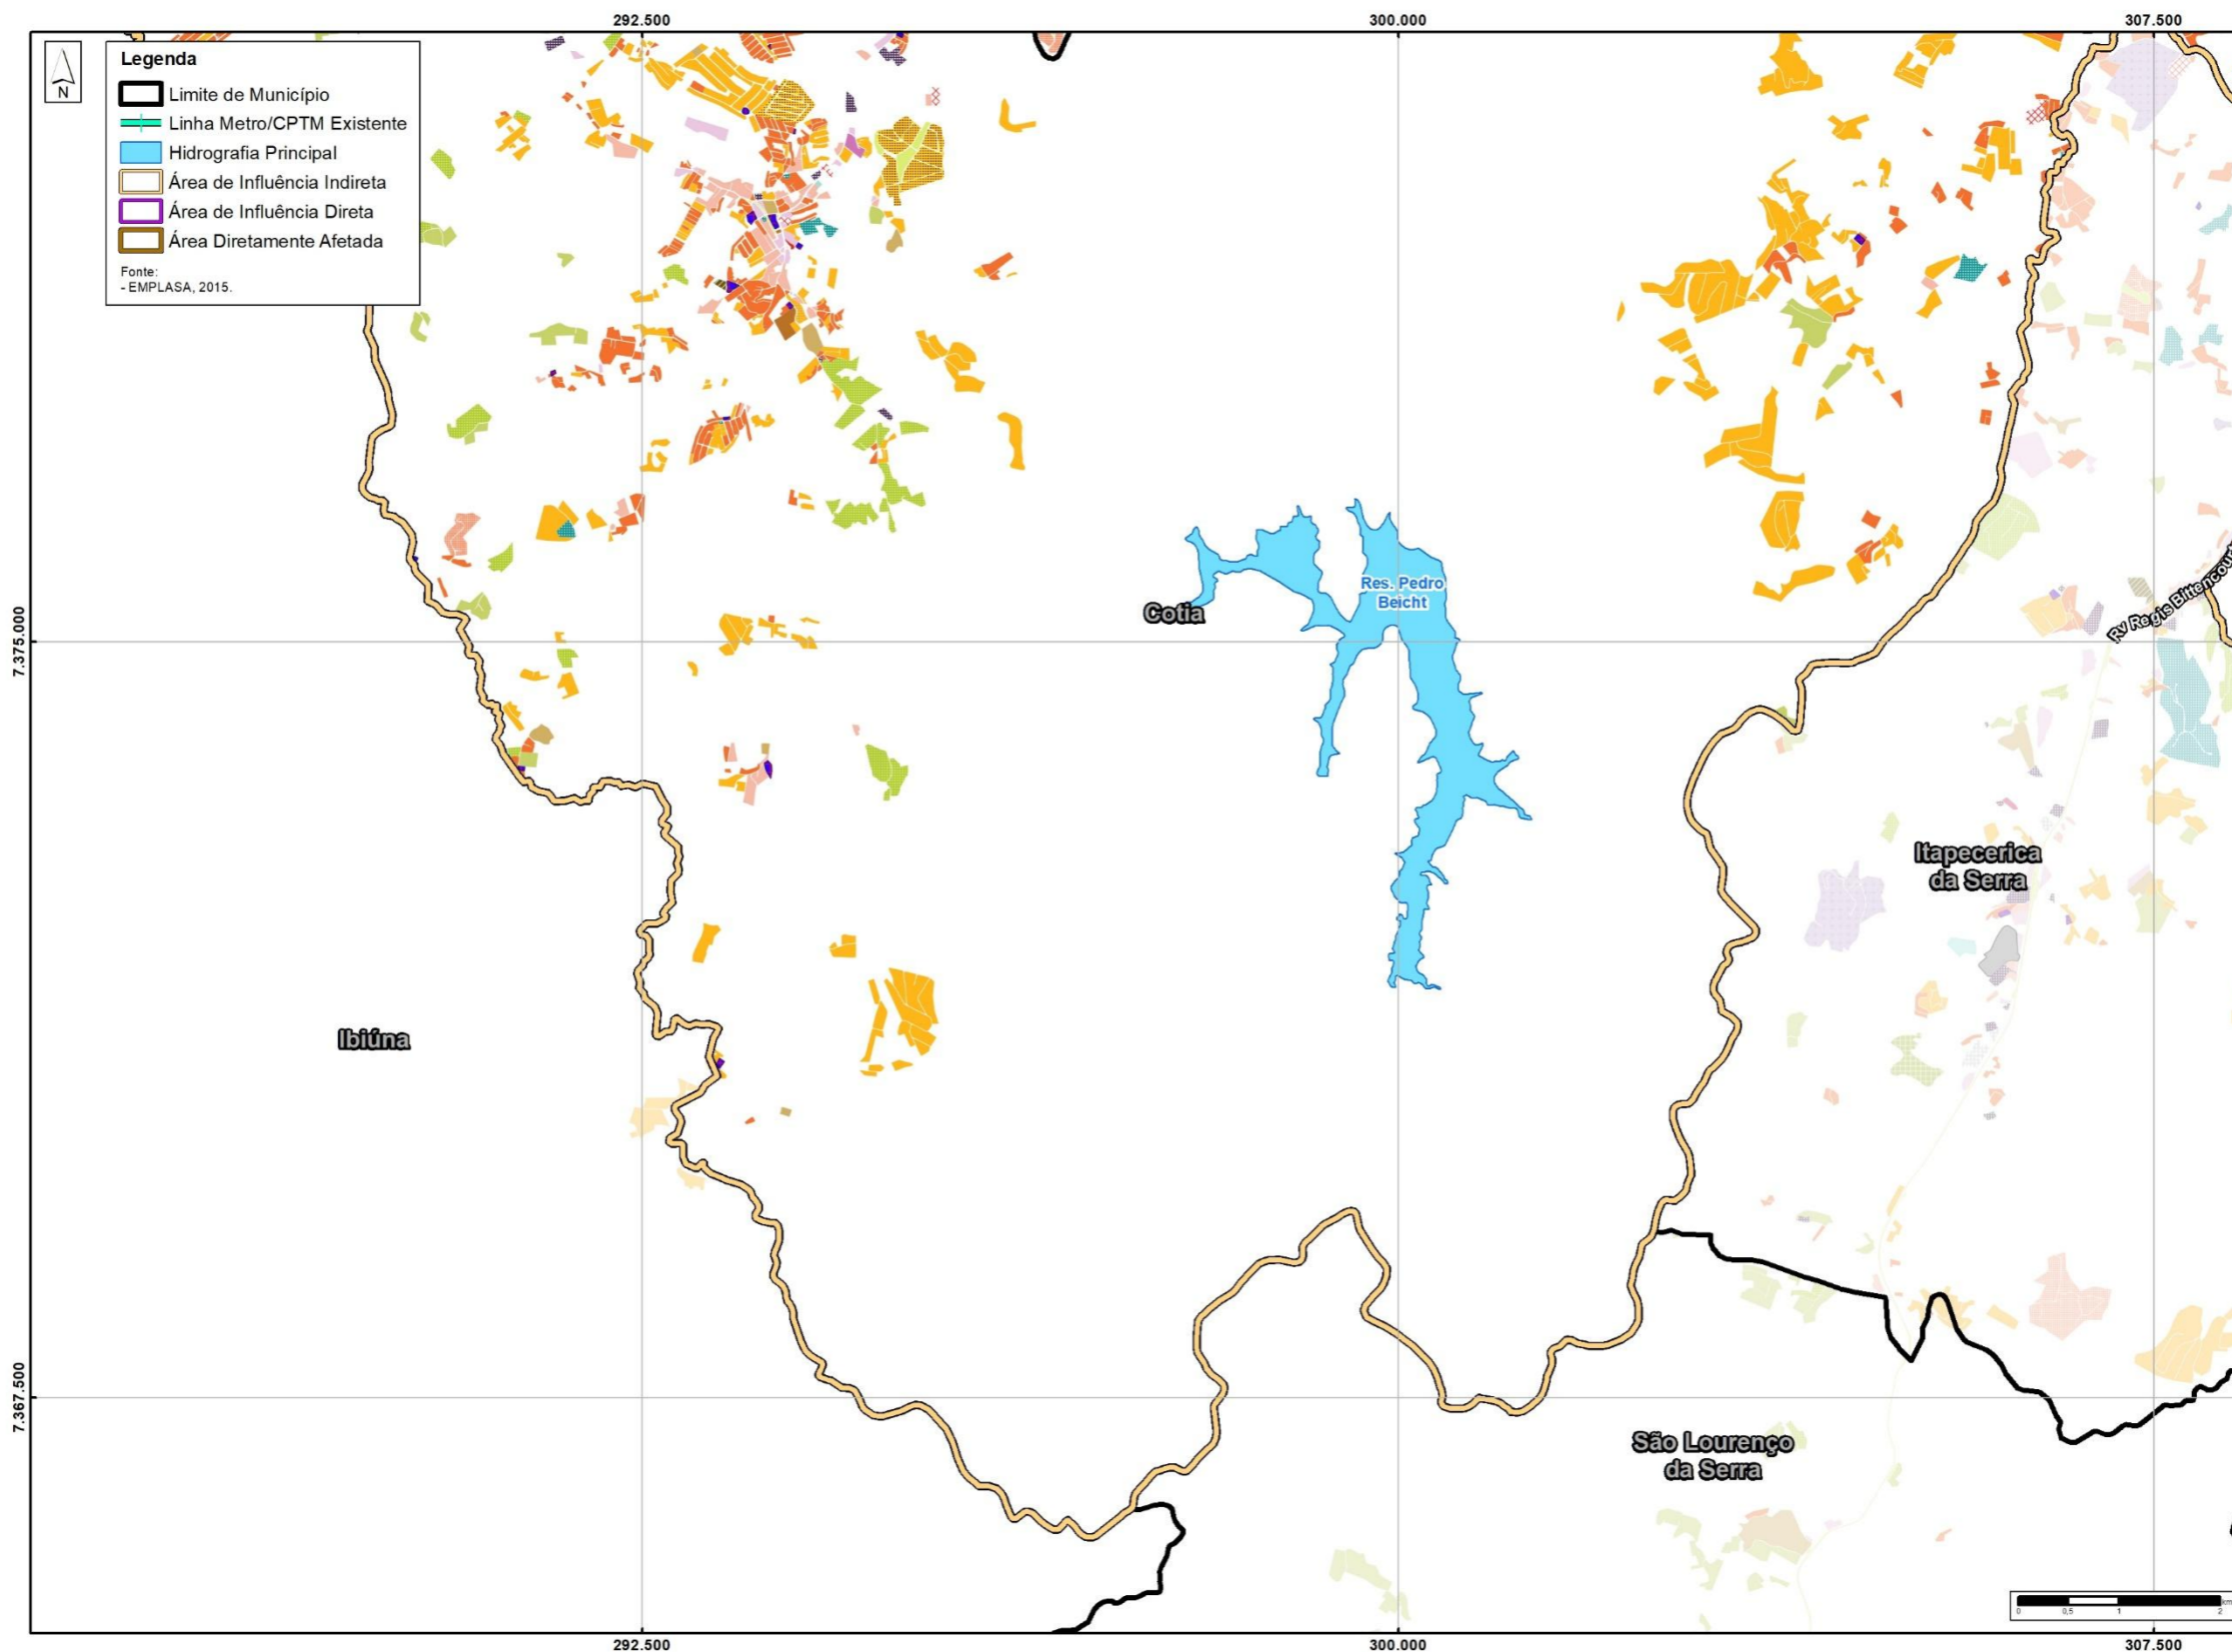 292.500
300.000
307.500
Legenda
Limite de Município
Linha Metro/CPTM Existente
Hidrografia Principal
Área de Influência Indireta
Área de Influência Direta
Área Diretamente Afetada
Fonte:
- EMPLASA, 2015.
N
Res. Pedro
Beicht
Cotia
7.375.000
Rv Regis Bittencourt
Itapecerica
da Serra
Ibiúna
7.367.500
São Lourenço
da Serra
0 0,5 1 2 km
292.500
300.000
307.500